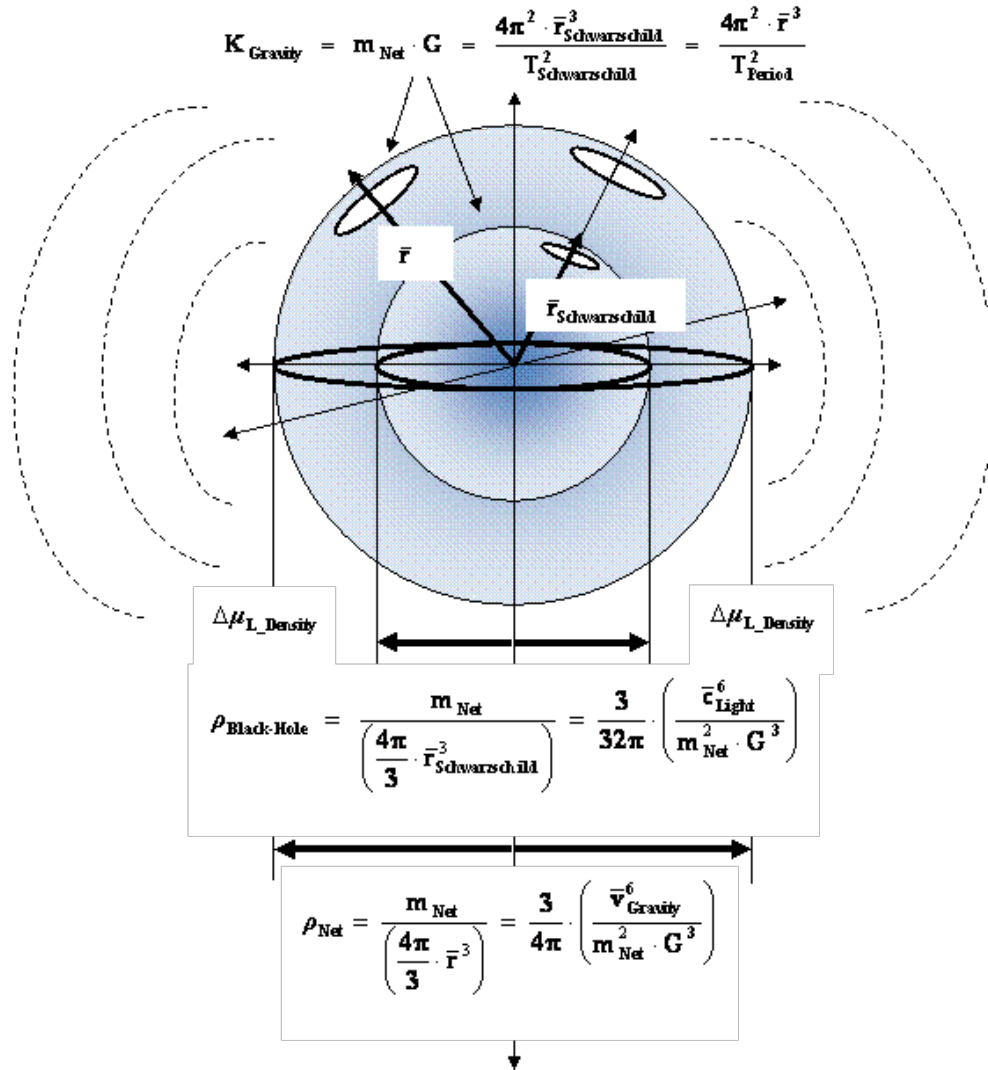 K_Gravity = m_Net · G = 4π² · r̄³_Schwarzschild / T²_Schwarzschild = 4π² · r̄³ / T²_Period
r̄
r̄_Schwarzschild
Δμ_L_Density Δμ_L_Density
ρ_Black-Hole = m_Net / (4π/3 · r̄³_Schwarzschild) = 3/32π · (c̄⁶_Light / m²_Net · G³)
ρ_Net = m_Net / (4π/3 · r̄³) = 3/4π · (v̄⁶_Gravity / m²_Net · G³)